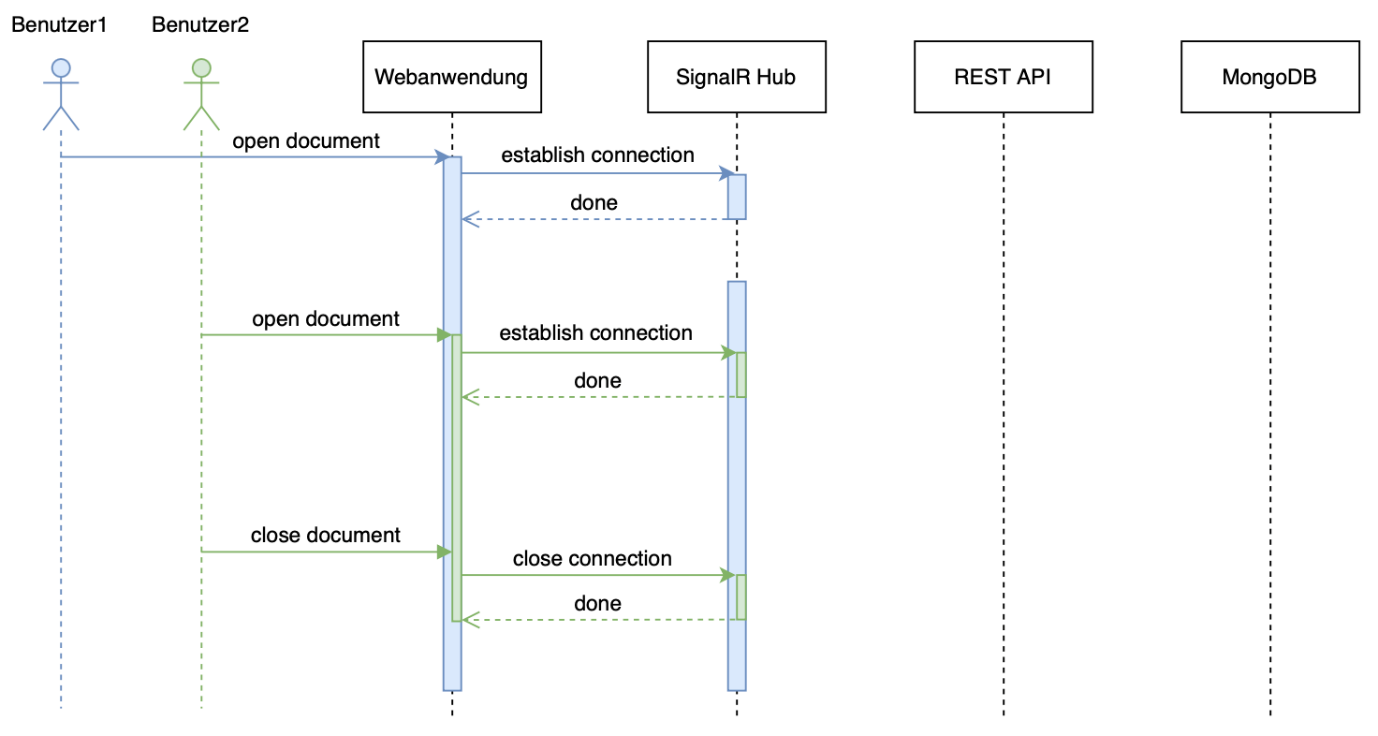 Benutzer1
Benutzer2
Webanwendung
SignalR Hub
REST API
MongoDB
open document
establish connection
done
open document
establish connection
done
close document
close connection
done